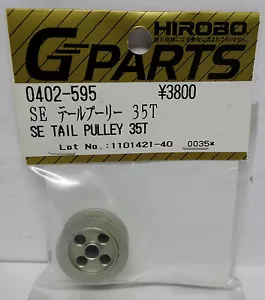 HIROBO
G PARTS
0402-595 ¥3800
SE テールプーリー 35T
SE TAIL PULLEY 35T
Lot No.:1101421-40 0035*